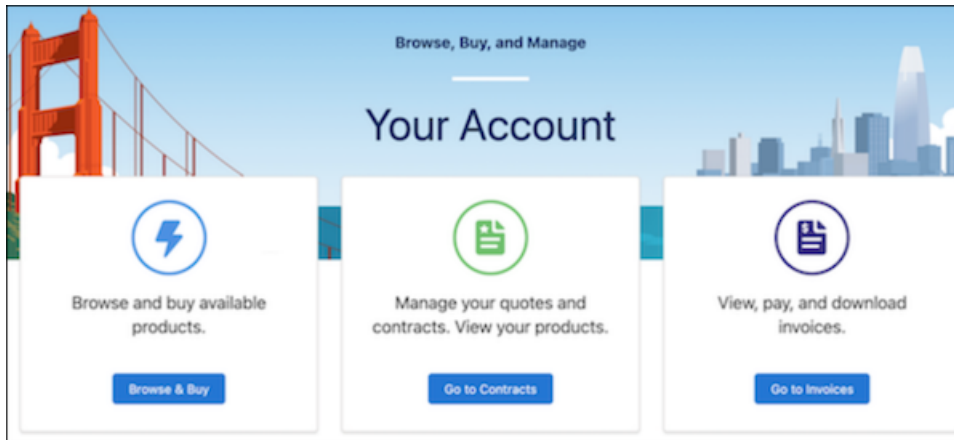 Browse, Buy, and Manage
Your Account
Browse and buy available
products.
Browse & Buy
Manage your quotes and
contracts. View your products.
Go to Contracts
View, pay, and download
invoices.
Go to Invoices